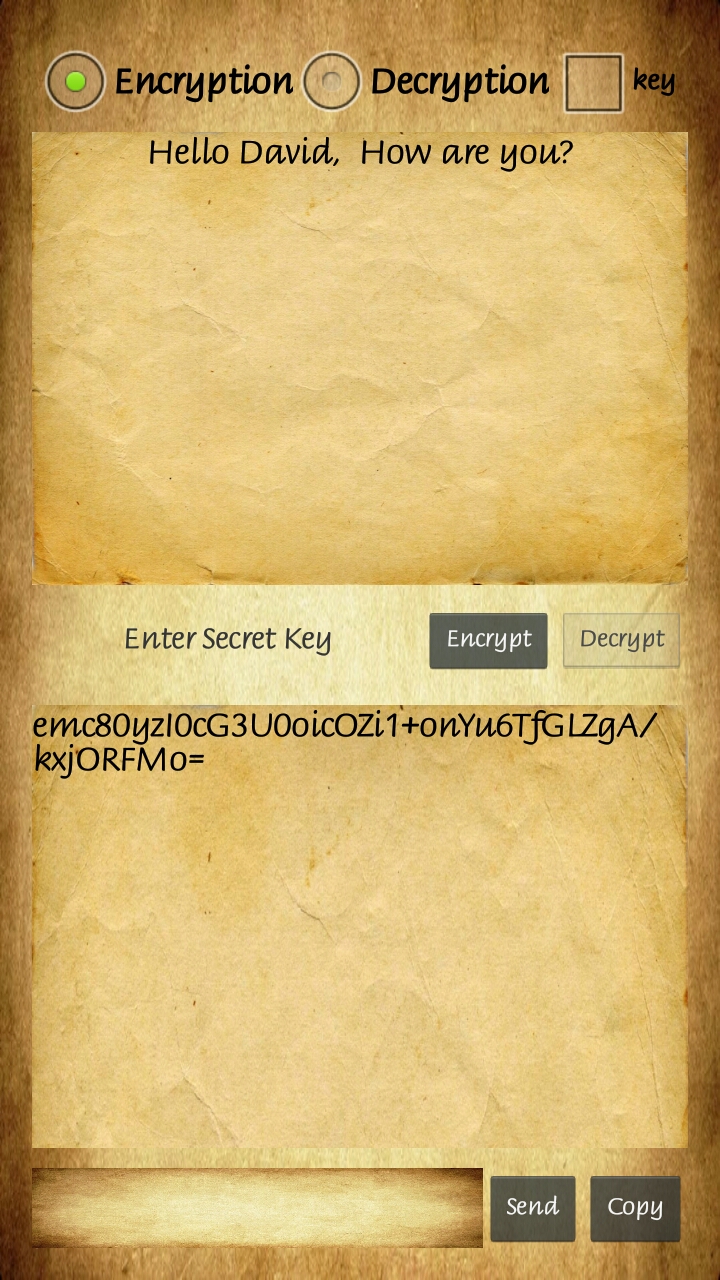 Encryption Decryption key
Hello David,  How are you?
Enter Secret Key Encrypt Decrypt
emc80yzI0cG3U0oicOZi1+onYu6TfGLZgA/
kxjORFMo=
Send Copy